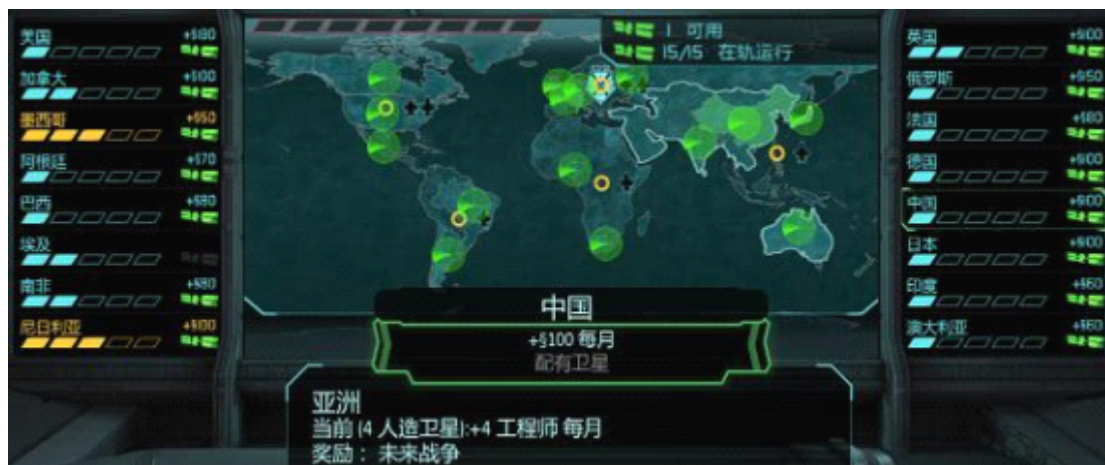 美国 +§180
加拿大 +§100
墨西哥 +§50
阿根廷 +§70
巴西 +§80
埃及
南非 +§80
尼日利亚 +§100
1 可用
15/15 在轨运行
英国 +§100
俄罗斯 +§150
法国 +§80
德国 +§100
中国 +§100
日本 +§100
印度 +§60
澳大利亚 +§60
中国
+§100 每月
配有卫星
亚洲
当前 (4 人造卫星):+4 工程师 每月
奖励： 未来战争